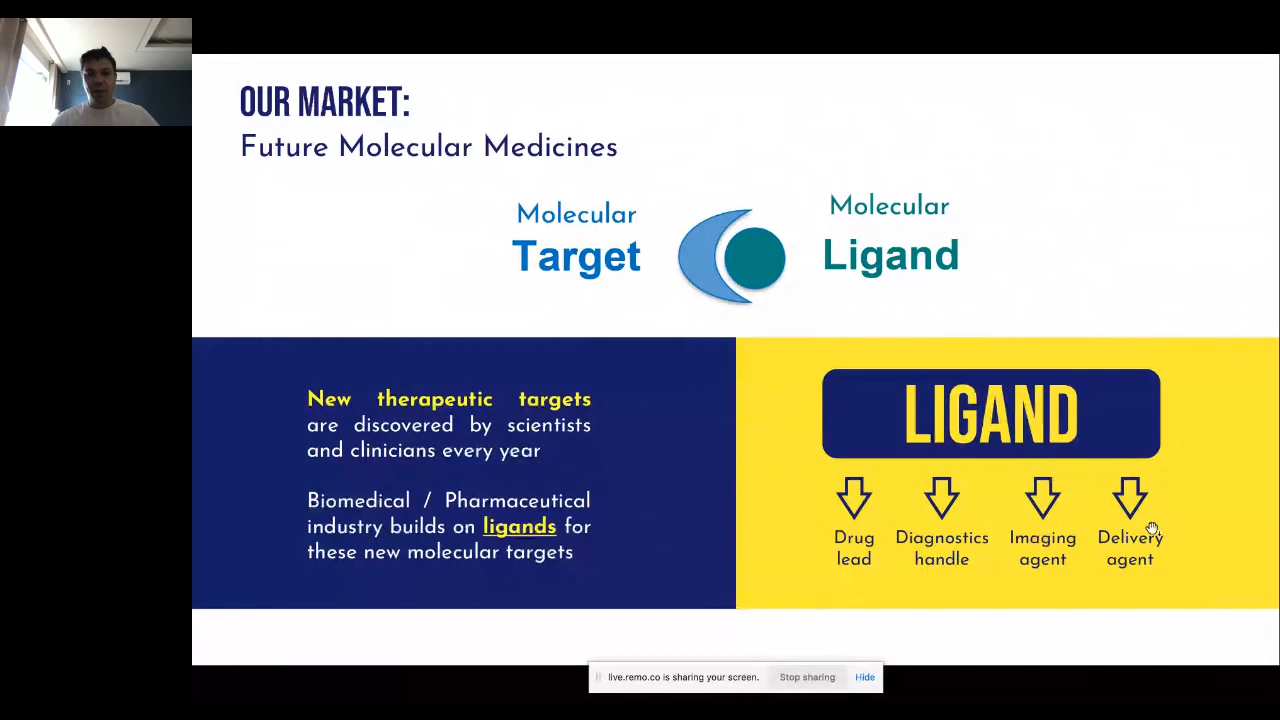 OUR MARKET:
Future Molecular Medicines
Molecular
Target
Molecular
Ligand
New therapeutic targets
are discovered by scientists
and clinicians every year
Biomedical / Pharmaceutical
industry builds on ligands for
these new molecular targets
LIGAND
Drug
lead
Diagnostics
handle
Imaging
agent
Delivery
agent
live.remo.co is sharing your screen.
Stop sharing
Hide